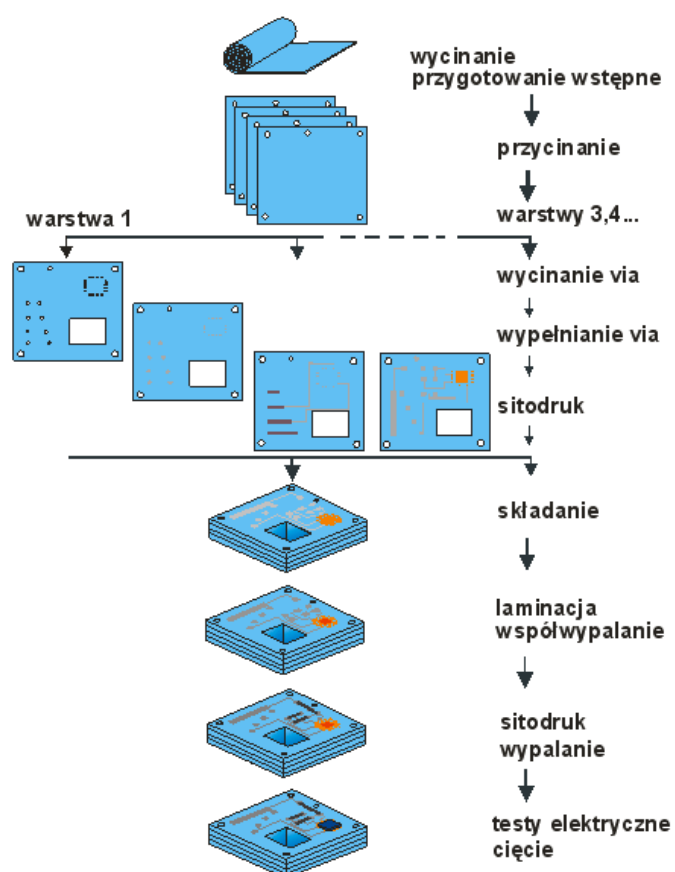 wycinanie
przygotowanie wstępne
przycinanie
warstwa 1
warstwy 3,4...
wycinanie via
wypełnianie via
sitodruk
składanie
laminacja
współwypalanie
sitodruk
wypalanie
testy elektryczne
cięcie